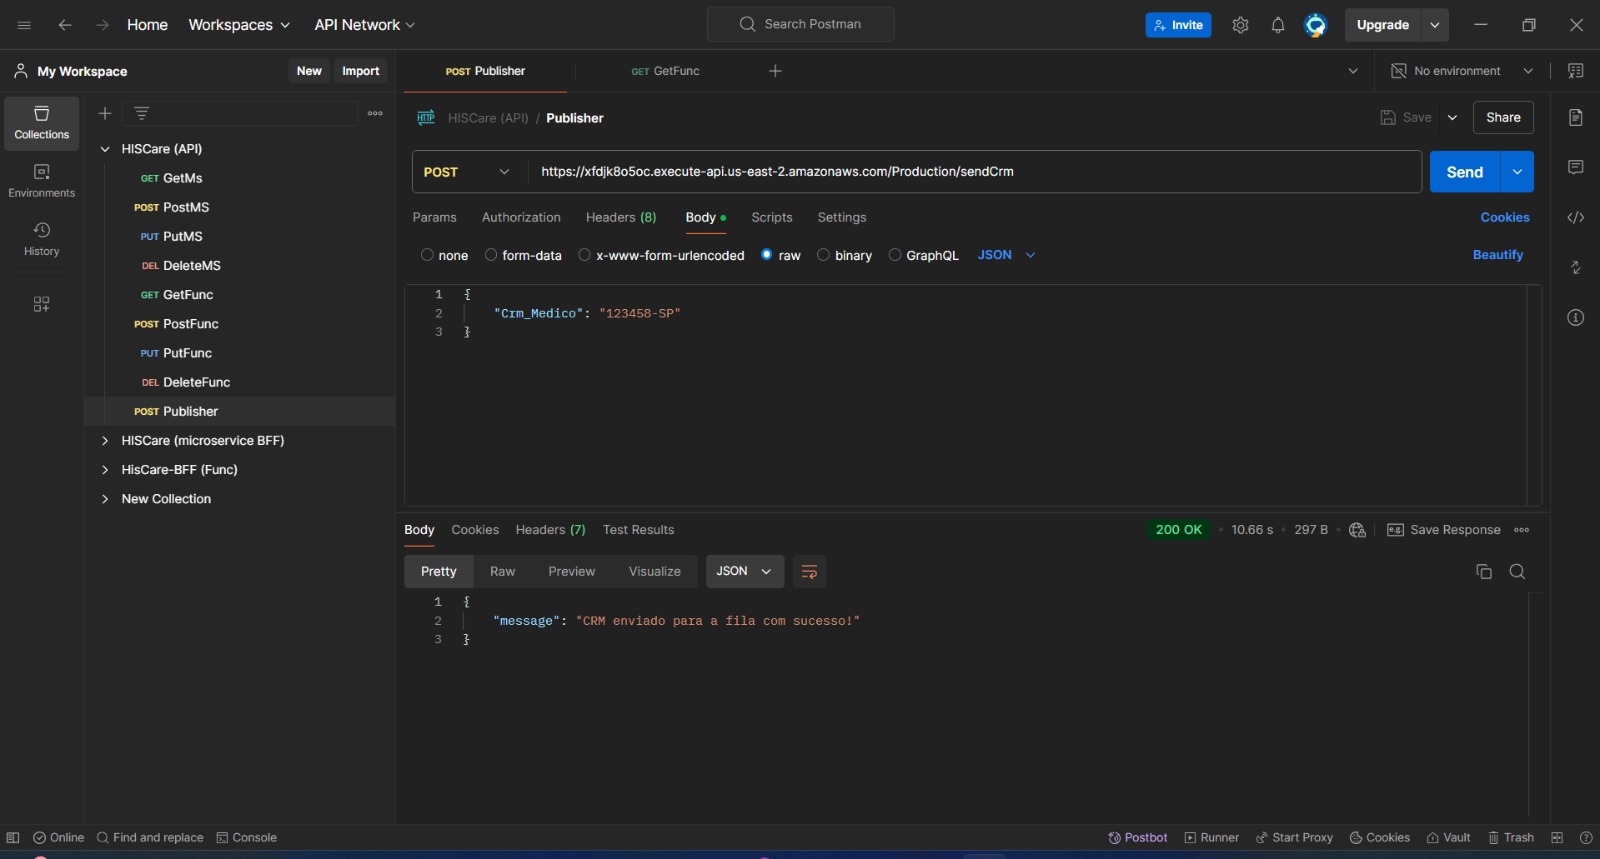 Home Workspaces API Network Search Postman Invite Upgrade
My Workspace New Import POST Publisher GET GetFunc No environment
Collections
Environments
History
HISCare (API)
GET GetMs
POST PostMS
PUT PutMS
DEL DeleteMS
GET GetFunc
POST PostFunc
PUT PutFunc
DEL DeleteFunc
POST Publisher
HISCare (microservice BFF)
HisCare-BFF (Func)
New Collection
HTTP HISCare (API) / Publisher Save Share
POST https://xfdjk8o5oc.execute-api.us-east-2.amazonaws.com/Production/sendCrm Send
Params Authorization Headers (8) Body Scripts Settings Cookies
none form-data x-www-form-urlencoded raw binary GraphQL JSON Beautify
1 {
2 "Crm_Medico": "123458-SP"
3 }
Body Cookies Headers (7) Test Results 200 OK • 10.66 s • 297 B • e.g. Save Response
Pretty Raw Preview Visualize JSON
1 {
2 "message": "CRM enviado para a fila com sucesso!"
3 }
Online Find and replace Console Postbot Runner Start Proxy Cookies Vault Trash